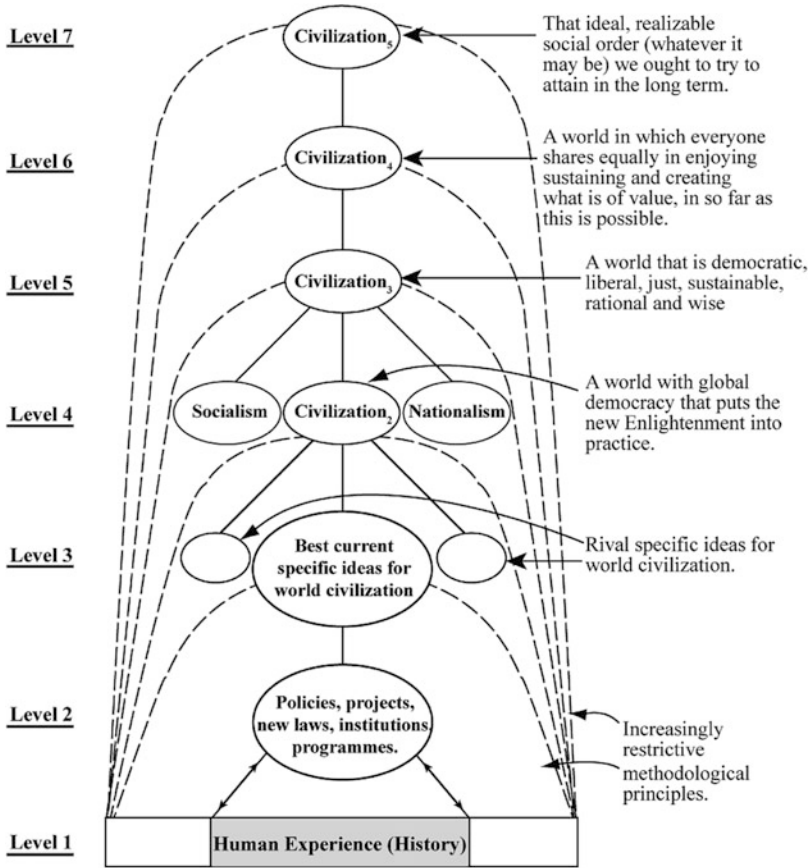 Level 7
Civilization₅
That ideal, realizable
social order (whatever it
may be) we ought to try to
attain in the long term.
Level 6
Civilization₄
A world in which everyone
shares equally in enjoying
sustaining and creating
what is of value, in so far as
this is possible.
Level 5
Civilization₃
A world that is democratic,
liberal, just, sustainable,
rational and wise
Level 4
Socialism
Civilization₂
Nationalism
A world with global
democracy that puts the
new Enlightenment into
practice.
Level 3
Best current
specific ideas for
world civilization
Rival specific ideas for
world civilization.
Level 2
Policies, projects,
new laws, institutions,
programmes.
Increasingly
restrictive
methodological
principles.
Level 1
Human Experience (History)